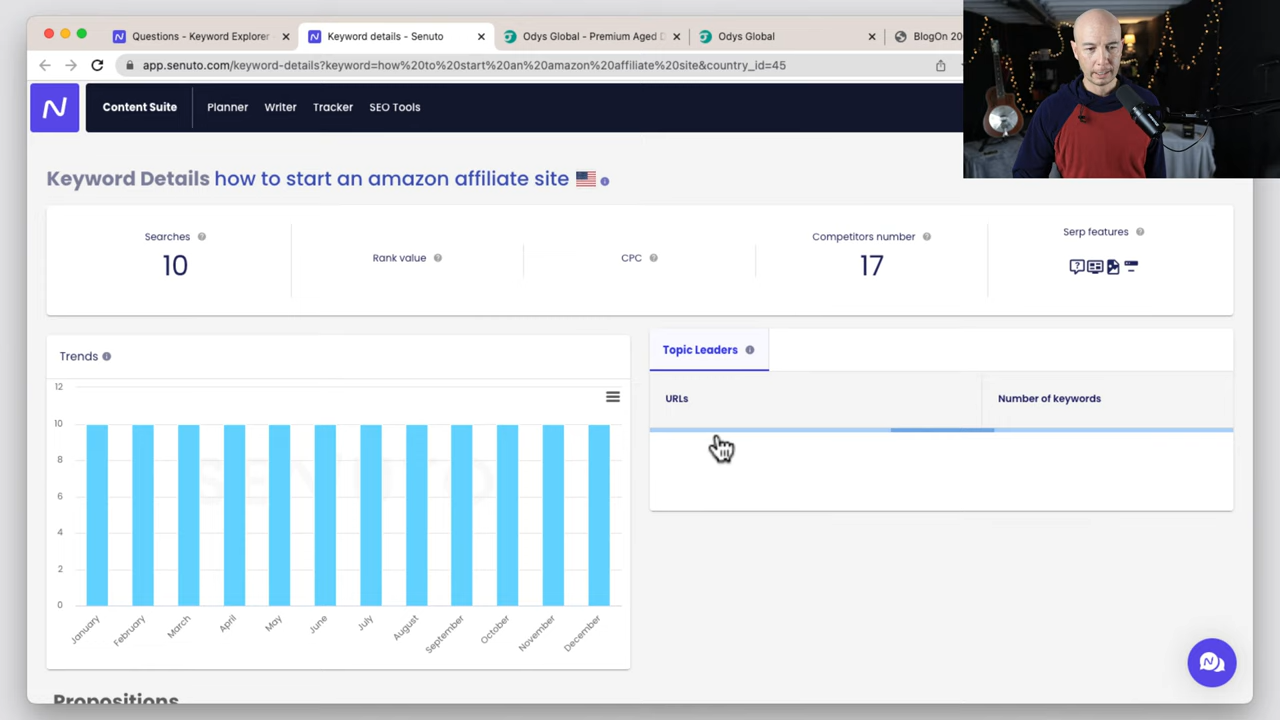 Questions - Keyword Explorer
Keyword details - Senuto
Odys Global - Premium Aged D
Odys Global
BlogOn 20
app.senuto.com/keyword-details?keyword=how%20to%20start%20an%20amazon%20affiliate%20site&country_id=45
N Content Suite Planner Writer Tracker SEO Tools
Keyword Details how to start an amazon affiliate site
Searches
10
Rank value
CPC
Competitors number
17
Serp features
Trends
12
10
8
6
4
2
0
SENUTO
January February March April May June July August September October November December
Topic Leaders
URLs Number of keywords
Propositions